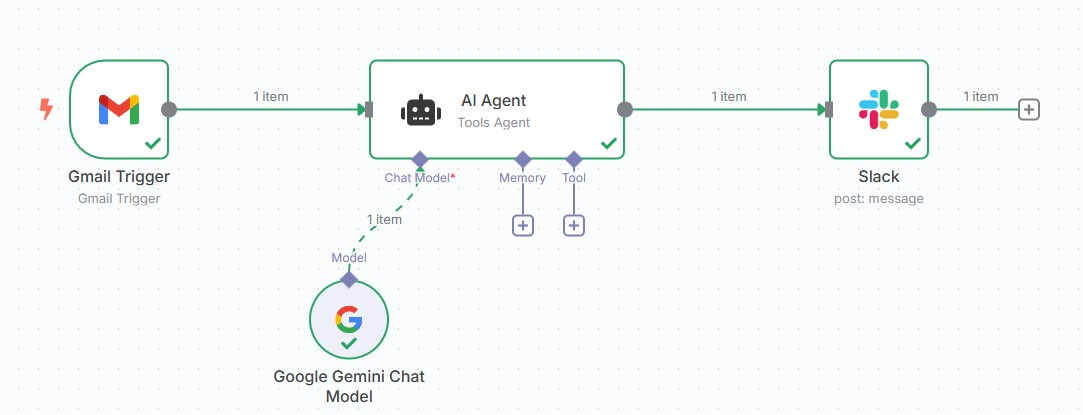 1 item
1 item
1 item
AI Agent
Tools Agent
Gmail Trigger
Gmail Trigger
Chat Model*
Memory
Tool
Slack
post: message
1 item
Model
Google Gemini Chat
Model